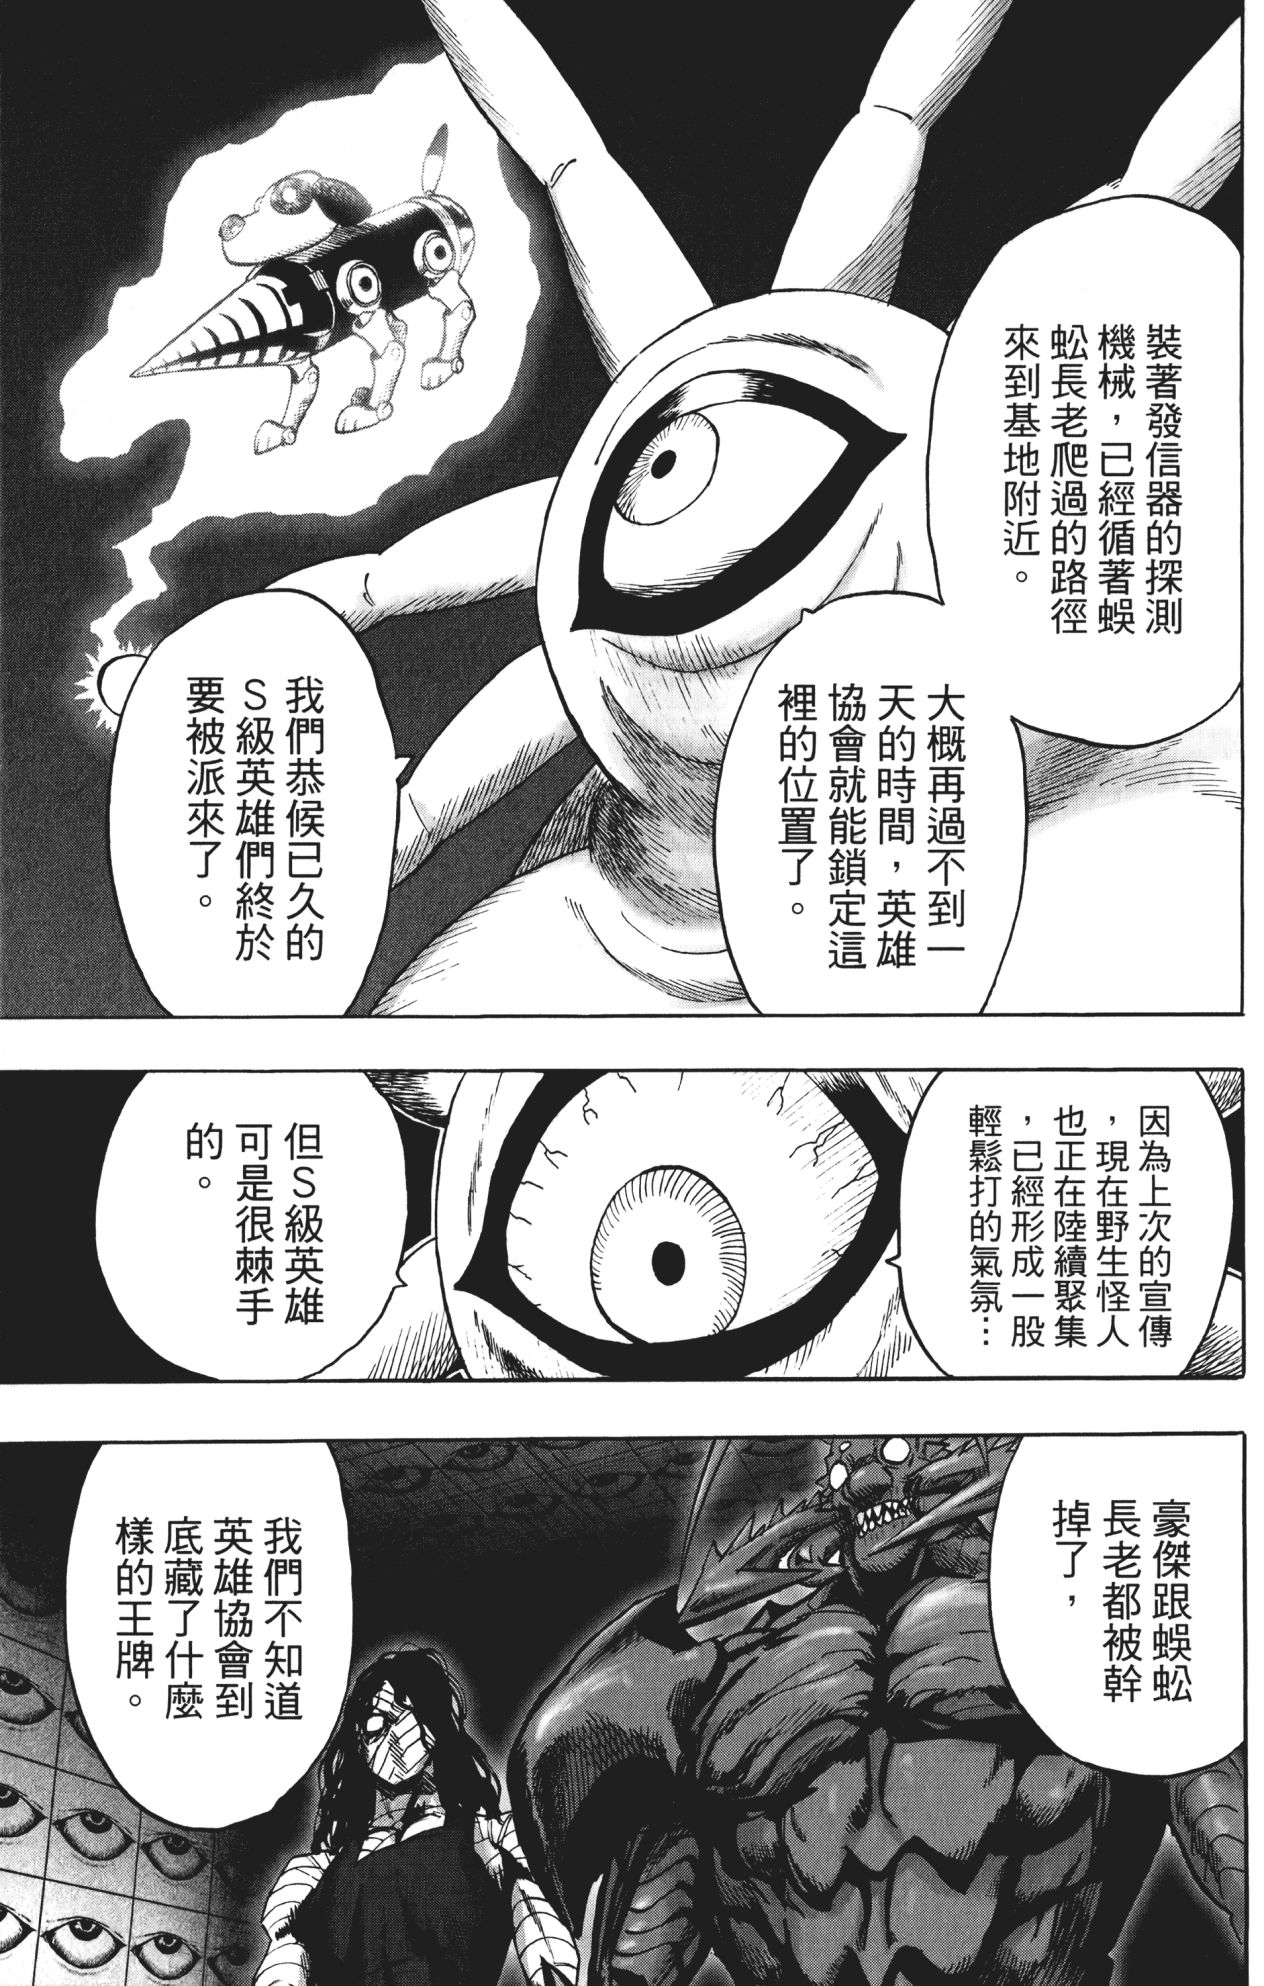 裝著發信器的探測
機械，已經循著蜈
蚣長老爬過的路徑
來到基地附近。
大概再過不到一
天的時間，英雄
協會就能鎖定這
裡的位置了。
我們恭候已久的
S級英雄們終於
要被派來了。
因為上次的宣傳
，現在野生怪人
也正在陸續聚集
，已經形成一股
輕鬆打的氣氛…
但S級英雄
可是很棘手
的。
豪傑跟蜈蚣
長老都被幹
掉了，
我們不知道
英雄協會到
底藏了什麼
樣的王牌。